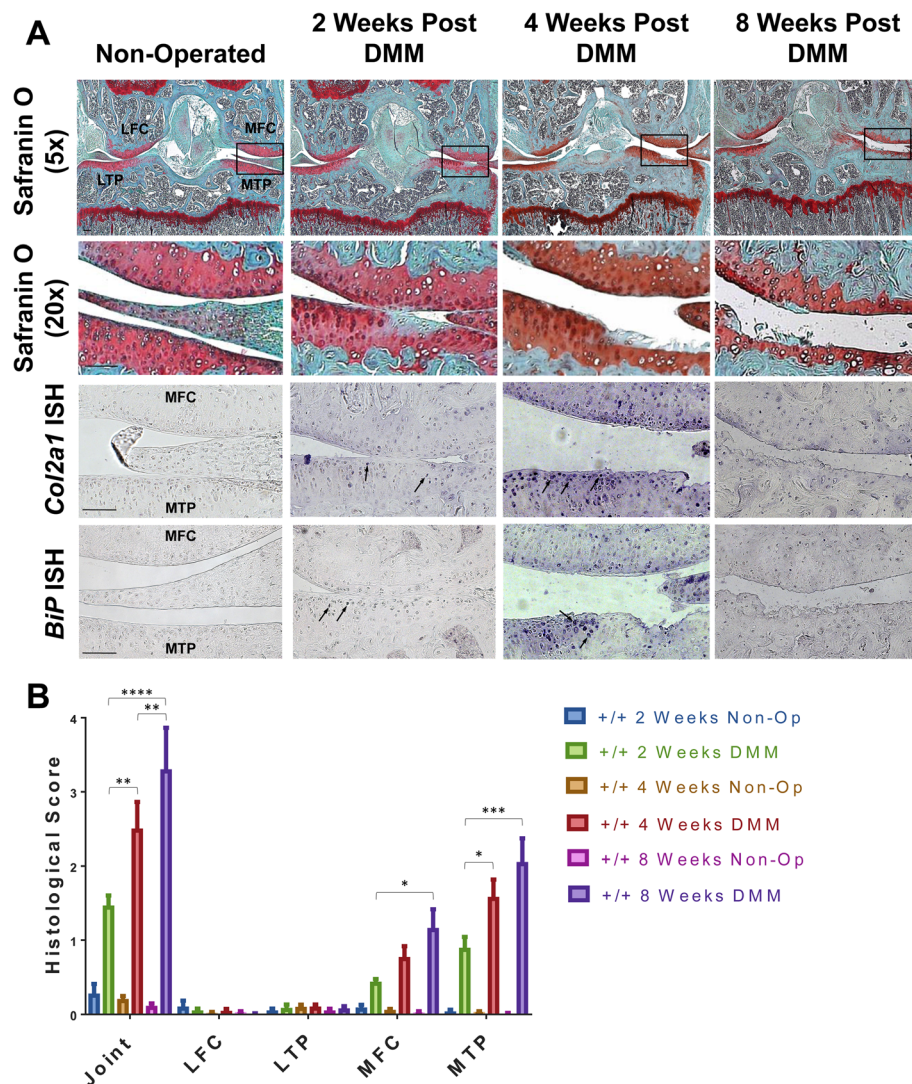 A
Non-Operated
2 Weeks Post
DMM
4 Weeks Post
DMM
8 Weeks Post
DMM
Safranin O
(5x)
LFC
MFC
LTP
MTP
Safranin O
(20x)
Col2a1 ISH
MFC
MTP
BiP ISH
MFC
MTP
B
Histological Score
4
3
2
1
0
****
**
**
*
***
*
Joint
LFC
LTP
MFC
MTP
+/+ 2 Weeks Non-Op
+/+ 2 Weeks DMM
+/+ 4 Weeks Non-Op
+/+ 4 Weeks DMM
+/+ 8 Weeks Non-Op
+/+ 8 Weeks DMM